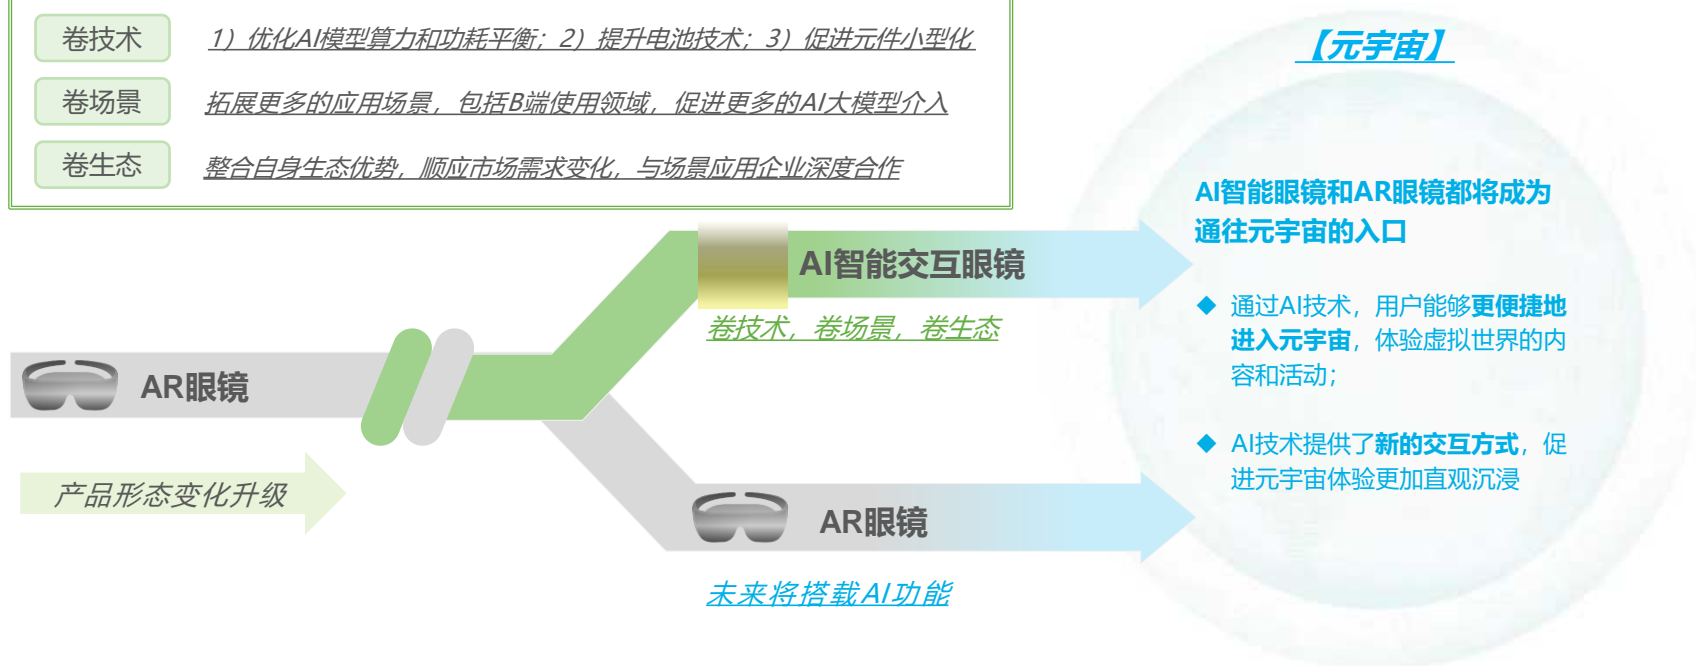 卷技术
1）优化AI模型算力和功耗平衡；2）提升电池技术；3）促进元件小型化
卷场景
拓展更多的应用场景，包括B端使用领域，促进更多的AI大模型介入
卷生态
整合自身生态优势，顺应市场需求变化，与场景应用企业深度合作
AI智能交互眼镜
卷技术，卷场景，卷生态
AR眼镜
产品形态变化升级
AR眼镜
未来将搭载AI功能
【元宇宙】
AI智能眼镜和AR眼镜都将成为
通往元宇宙的入口
◆ 通过AI技术，用户能够更便捷地
进入元宇宙，体验虚拟世界的内
容和活动；
◆ AI技术提供了新的交互方式，促
进元宇宙体验更加直观沉浸